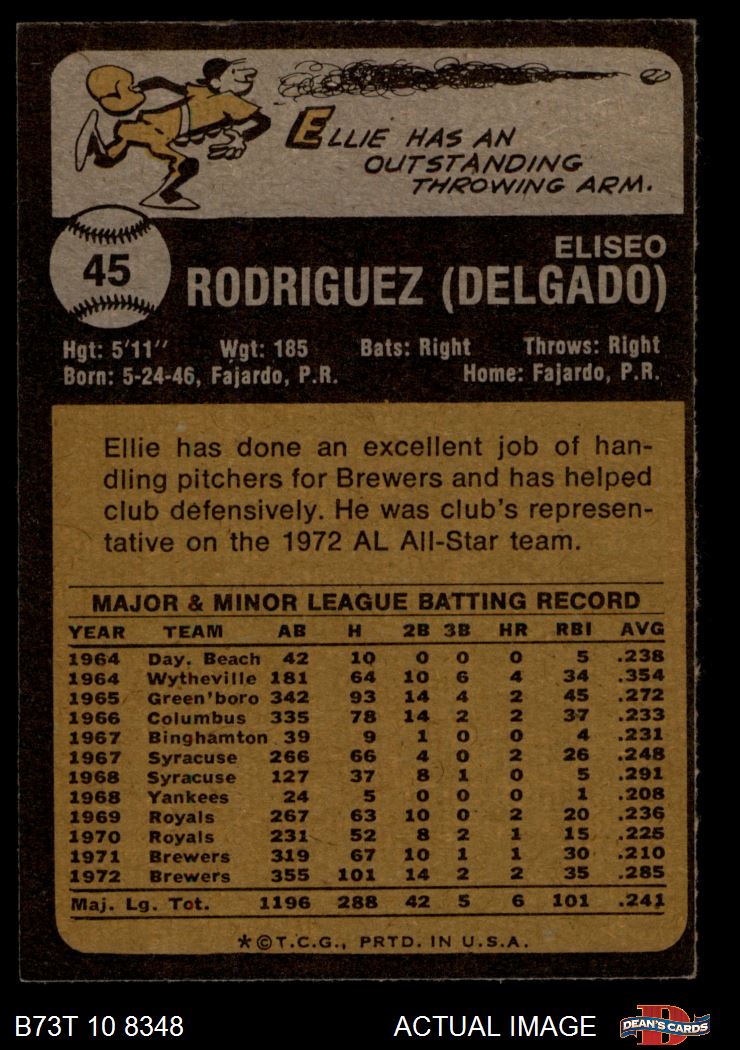 ELLIE HAS AN
OUTSTANDING
THROWING ARM.
45
ELISEO
RODRIGUEZ (DELGADO)
Hgt: 5'11" Wgt: 185 Bats: Right Throws: Right
Born: 5-24-46, Fajardo, P.R. Home: Fajardo, P.R.
Ellie has done an excellent job of han-
dling pitchers for Brewers and has helped
club defensively. He was club's represen-
tative on the 1972 AL All-Star team.
MAJOR & MINOR LEAGUE BATTING RECORD
YEAR TEAM AB H 2B 3B HR RBI AVG
1964 Day. Beach 42 10 0 0 0 5 .238
1964 Wytheville 181 64 10 6 4 34 .354
1965 Green'boro 342 93 14 4 2 45 .272
1966 Columbus 335 78 14 2 2 37 .233
1967 Binghamton 39 9 1 0 0 4 .231
1967 Syracuse 266 66 4 0 2 26 .248
1968 Syracuse 127 37 8 1 0 5 .291
1968 Yankees 24 5 0 0 0 1 .208
1969 Royals 267 63 10 0 2 20 .236
1970 Royals 231 52 8 2 1 15 .225
1971 Brewers 319 67 10 1 1 30 .210
1972 Brewers 355 101 14 2 2 35 .285
Maj. Lg. Tot. 1196 288 42 5 6 101 .241
*©T.C.G., PRTD. IN U.S.A.
B73T 10 8348 ACTUAL IMAGE D DEAN'S CARDS